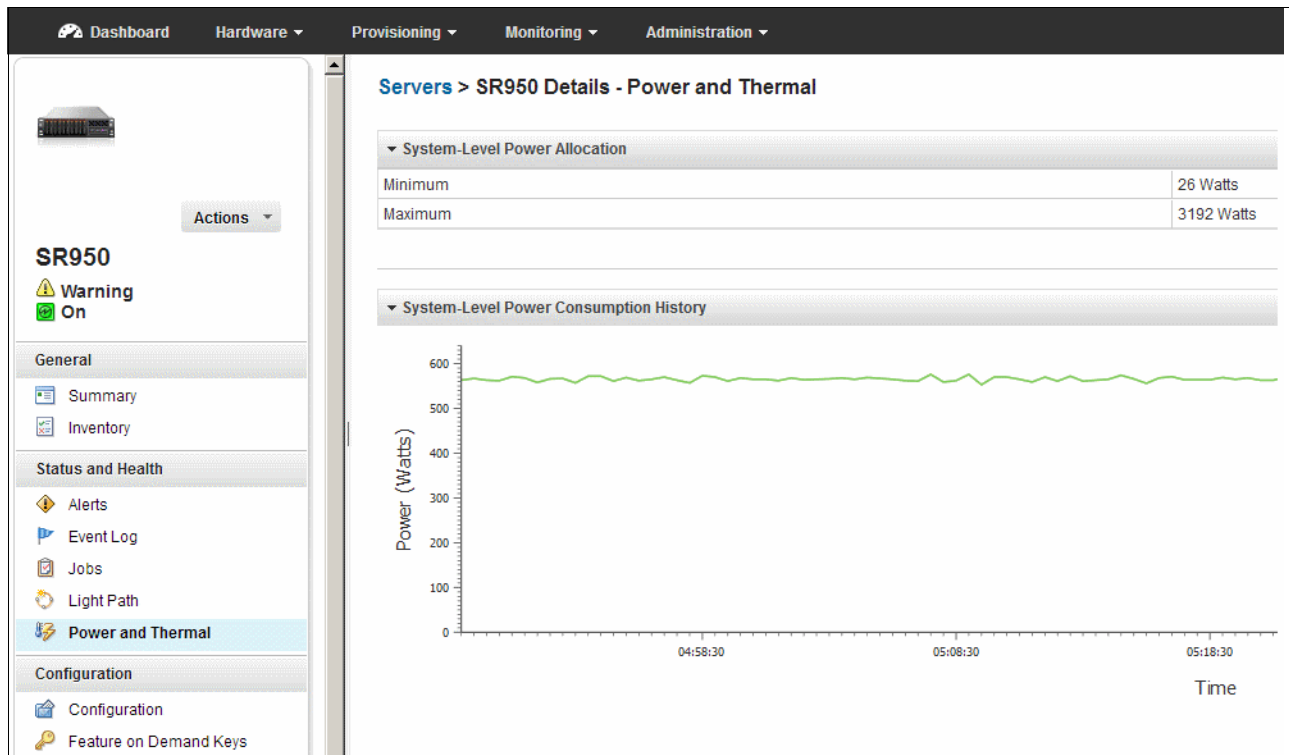 Dashboard Hardware Provisioning Monitoring Administration
Actions
SR950
Warning
On
General
Summary
Inventory
Status and Health
Alerts
Event Log
Jobs
Light Path
Power and Thermal
Configuration
Configuration
Feature on Demand Keys
Servers > SR950 Details - Power and Thermal
System-Level Power Allocation
Minimum 26 Watts
Maximum 3192 Watts
System-Level Power Consumption History
Power (Watts)
600
500
400
300
200
100
0
04:58:30 05:08:30 05:18:30
Time